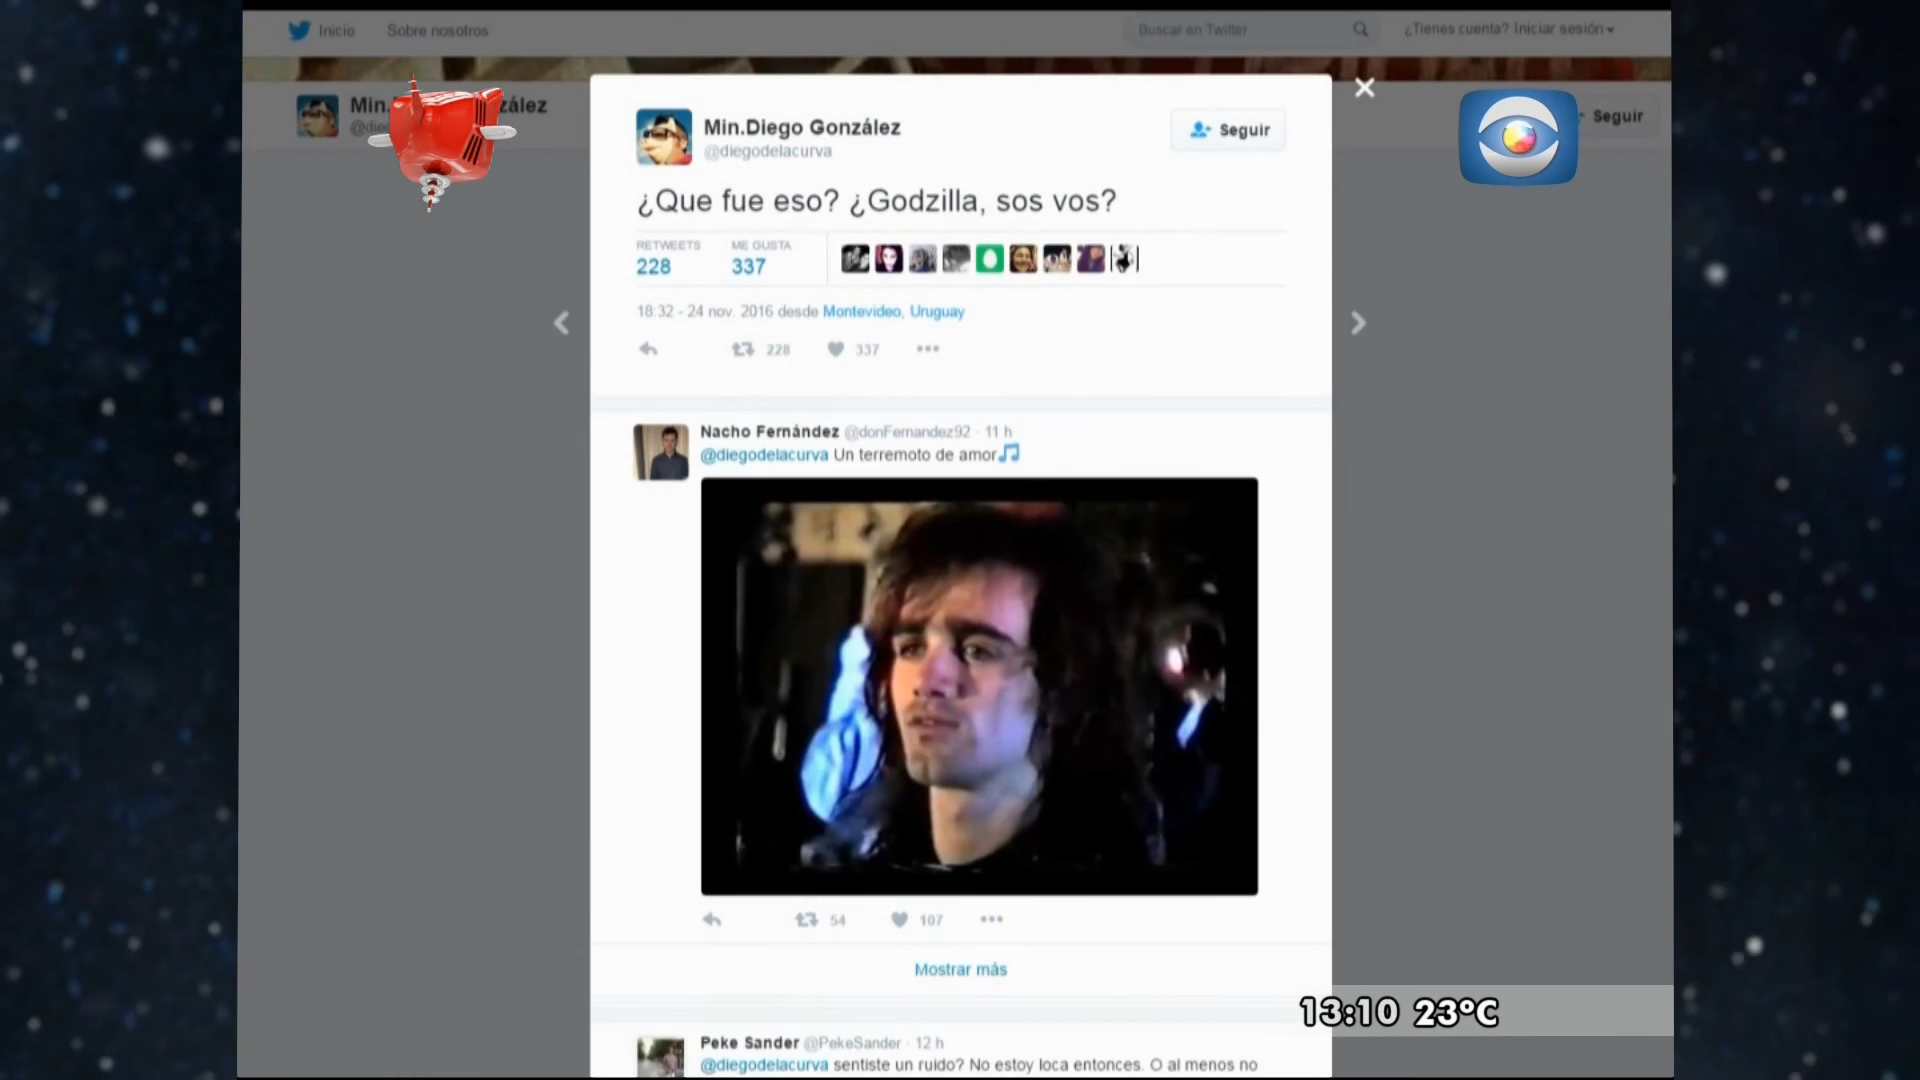 Inicio Sobre nosotros Buscar en Twitter ¿Tienes cuenta? Iniciar sesión
Min. zález
@die
Seguir
Min.Diego González
@diegodelacurva
Seguir
¿Que fue eso? ¿Godzilla, sos vos?
RETWEETS ME GUSTA
228 337
18:32 - 24 nov. 2016 desde Montevideo, Uruguay
228 337
Nacho Fernández @donFernandez92 · 11 h
@diegodelacurva Un terremoto de amor
54 107
Mostrar más
13:10 23°C
Peke Sander @PekeSander · 12 h
@diegodelacurva sentiste un ruido? No estoy loca entonces. O al menos no